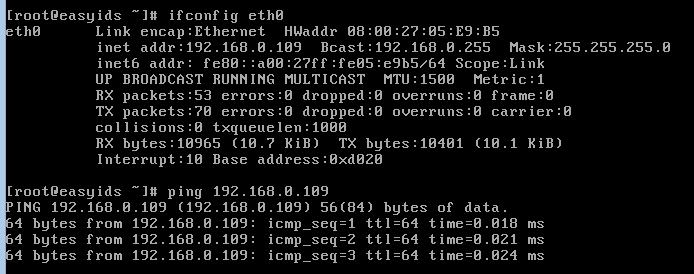 [root@easyids ~]# ifconfig eth0
eth0      Link encap:Ethernet  HWaddr 08:00:27:05:E9:B5
          inet addr:192.168.0.109  Bcast:192.168.0.255  Mask:255.255.255.0
          inet6 addr: fe80::a00:27ff:fe05:e9b5/64 Scope:Link
          UP BROADCAST RUNNING MULTICAST  MTU:1500  Metric:1
          RX packets:53 errors:0 dropped:0 overruns:0 frame:0
          TX packets:70 errors:0 dropped:0 overruns:0 carrier:0
          collisions:0 txqueuelen:1000
          RX bytes:10965 (10.7 KiB)  TX bytes:10401 (10.1 KiB)
          Interrupt:10 Base address:0xd020
[root@easyids ~]# ping 192.168.0.109
PING 192.168.0.109 (192.168.0.109) 56(84) bytes of data.
64 bytes from 192.168.0.109: icmp_seq=1 ttl=64 time=0.018 ms
64 bytes from 192.168.0.109: icmp_seq=2 ttl=64 time=0.021 ms
64 bytes from 192.168.0.109: icmp_seq=3 ttl=64 time=0.024 ms